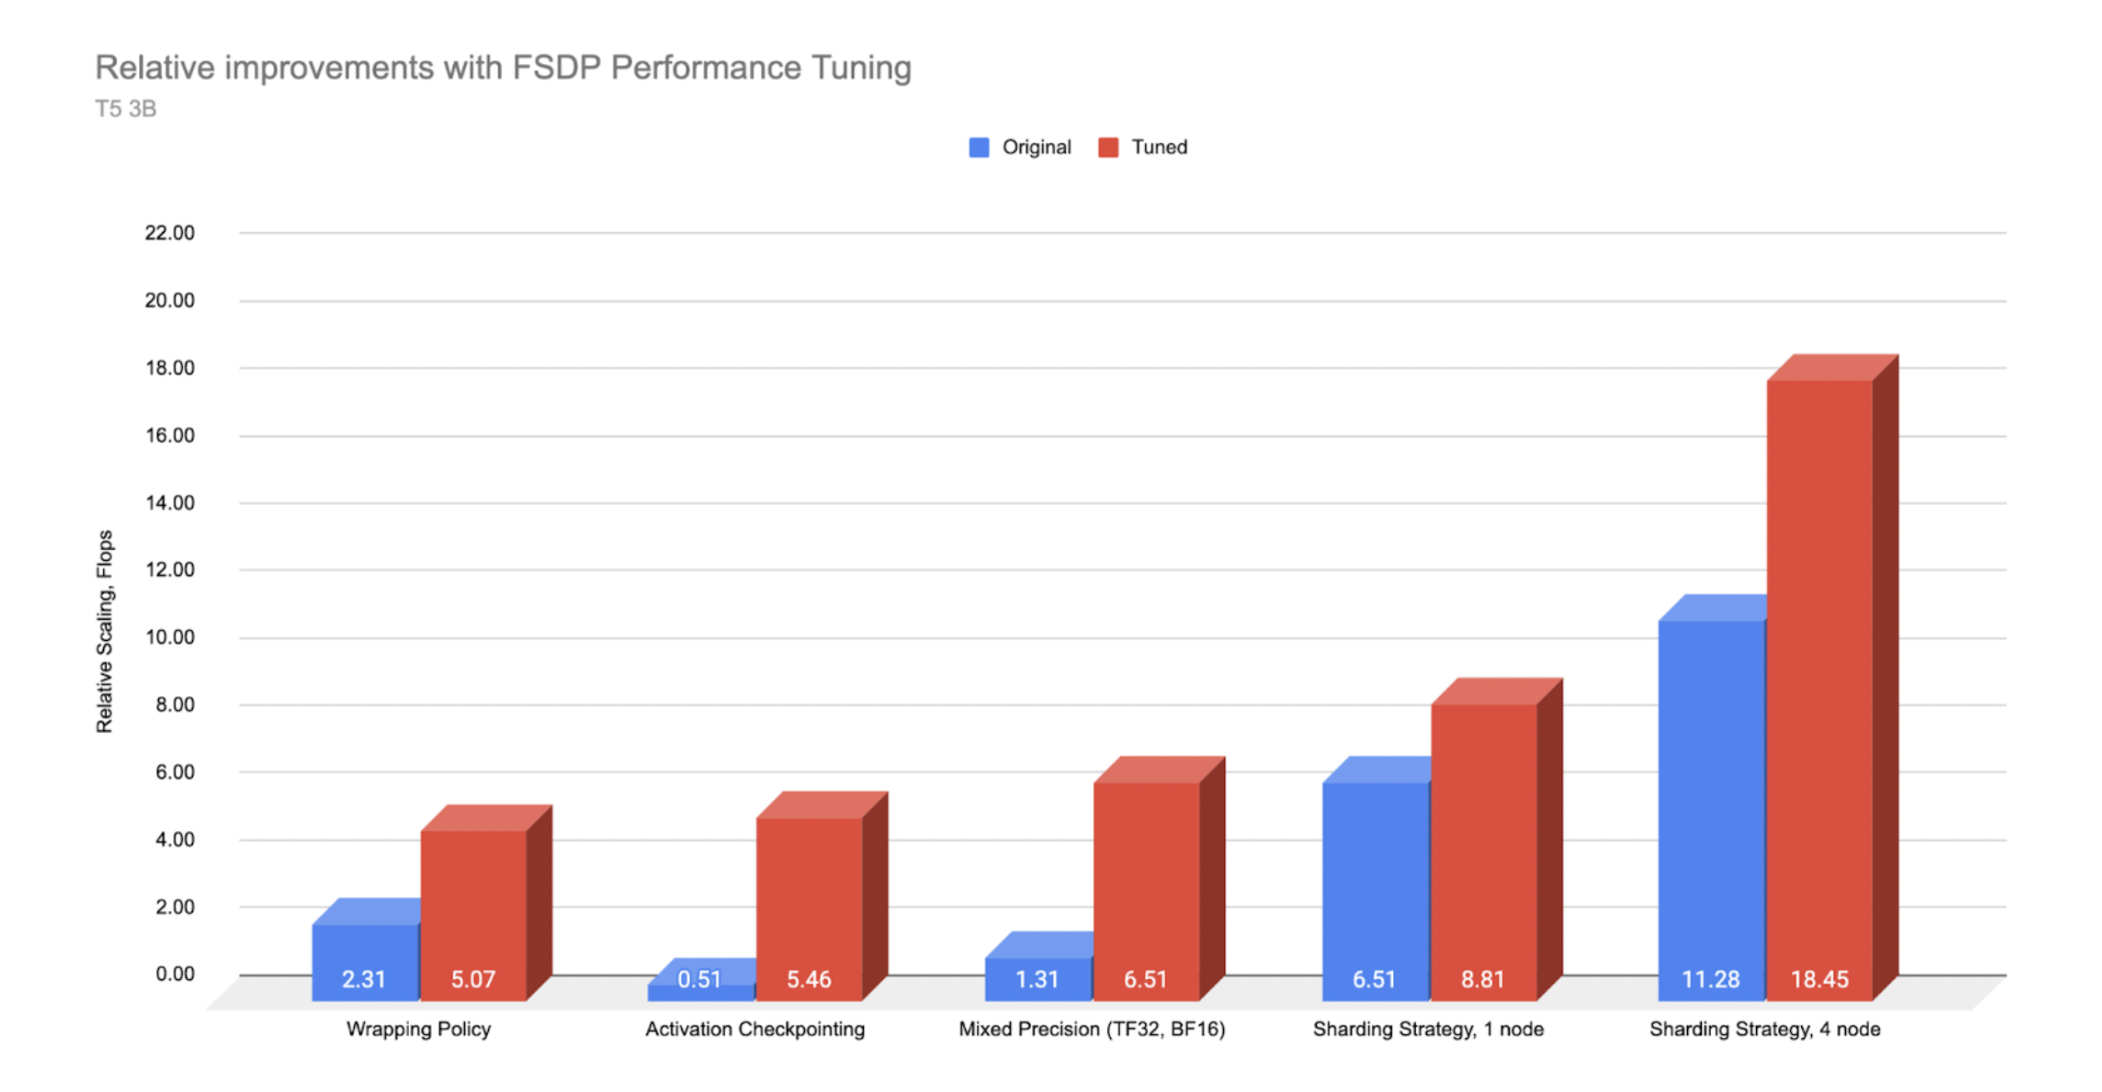 Relative improvements with FSDP Performance Tuning
T5 3B
Original Tuned
22.00
20.00
18.00
16.00
14.00
12.00
10.00
8.00
6.00
4.00
2.00
0.00
Relative Scaling, Flops
2.31 5.07 0.51 5.46 1.31 6.51 6.51 8.81 11.28 18.45
Wrapping Policy Activation Checkpointing Mixed Precision (TF32, BF16) Sharding Strategy, 1 node Sharding Strategy, 4 node